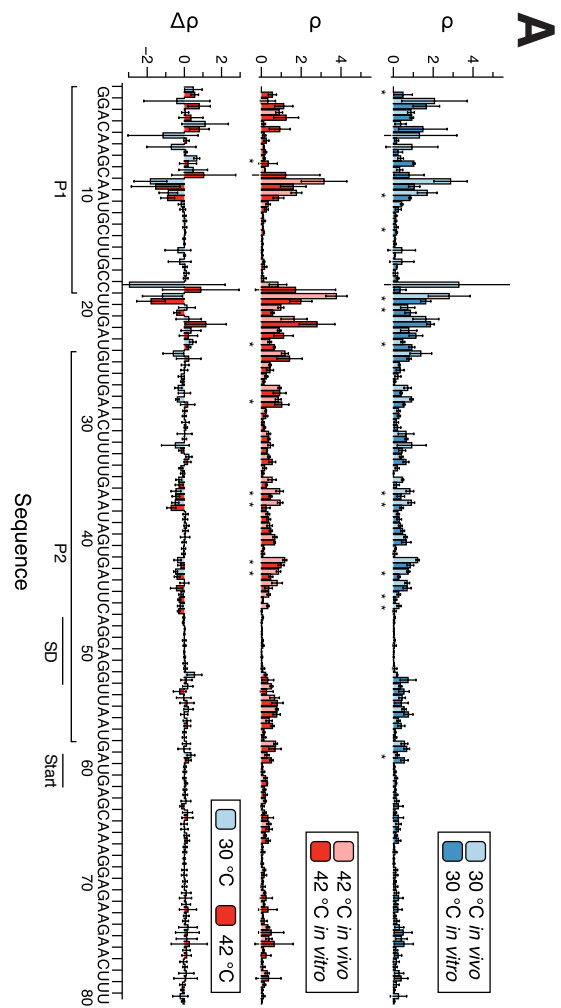 A
ρ
4
2
0
30 °C in vivo
30 °C in vitro
* * * * * * * * * * * *
ρ
4
2
0
42 °C in vivo
42 °C in vitro
* * * * * * *
Δρ
2
0
−2
30 °C 42 °C
GGACAAGCAAUGCUUGCCUUGAUGUUGAACUUUUGAAUAGUGAUUCAGGAGGUUAAUGAUGAGCAAAGGAGAAGAACUUU
10 20 30 40 50 60 70 80
P1 P2 SD Start
Sequence